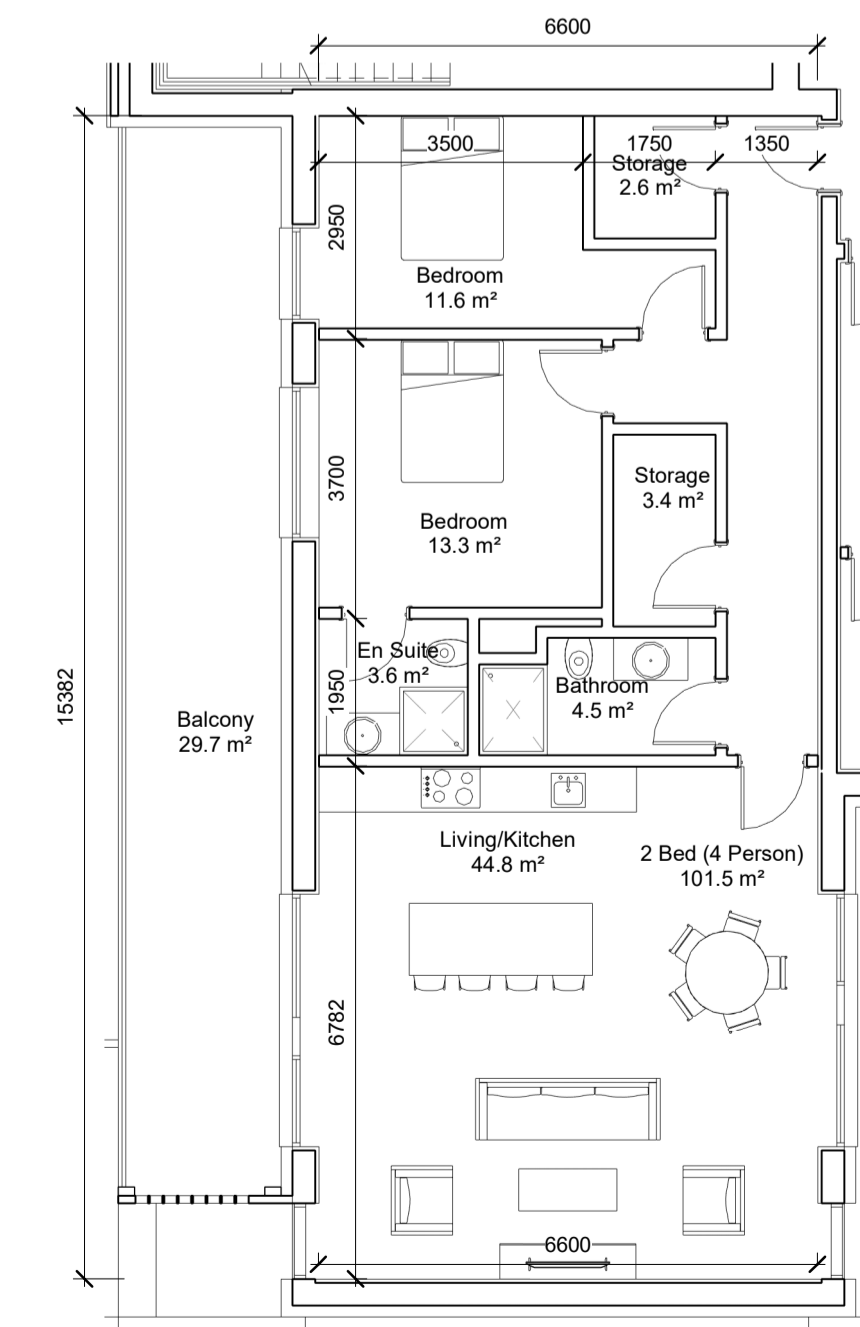 6600
3500
1750
1350
Storage
2.6 m²
2950
Bedroom
11.6 m²
3700
Storage
3.4 m²
Bedroom
13.3 m²
En Suite
3.6 m²
1950
Bathroom
4.5 m²
15382
Balcony
29.7 m²
Living/Kitchen
44.8 m²
2 Bed (4 Person)
101.5 m²
6782
6600